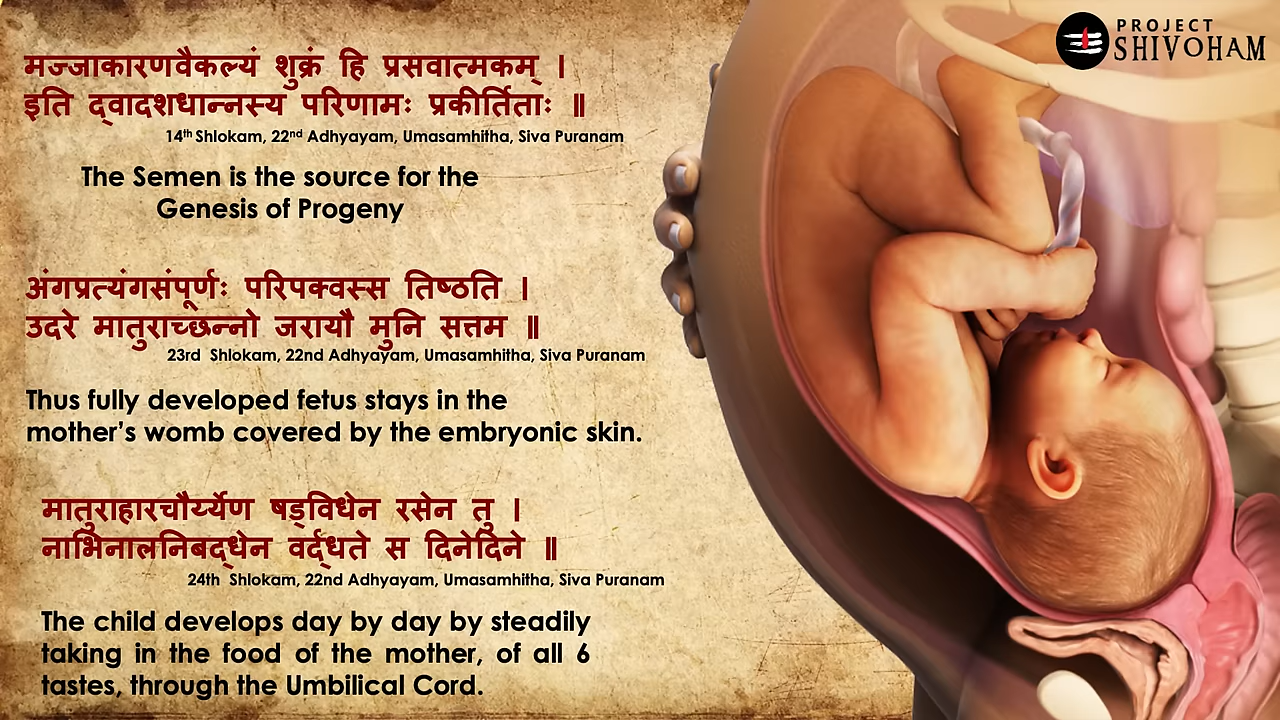 मज्जाकारणवैकल्यं शुक्रं हि प्रसवात्मकम् |
इति द्वादशधान्नस्य परिणामः प्रकीर्तिताः ||
14th Shlokam, 22nd Adhyayam, Umasamhitha, Siva Puranam
The Semen is the source for the
Genesis of Progeny
अंगप्रत्यंगसंपूर्णः परिपक्वस्स तिष्ठति |
उदरे मातुराच्छन्नो जरायौ मुनि सत्तम ||
23rd Shlokam, 22nd Adhyayam, Umasamhitha, Siva Puranam
Thus fully developed fetus stays in the
mother’s womb covered by the embryonic skin.
मातुराहारचौर्य्येण षड्विधेन रसेन तु |
नाभिनालनिबद्धेन वर्द्धते स दिनेदिने ||
24th Shlokam, 22nd Adhyayam, Umasamhitha, Siva Puranam
The child develops day by day by steadily
taking in the food of the mother, of all 6
tastes, through the Umbilical Cord.
PROJECT
SHIVOHAM